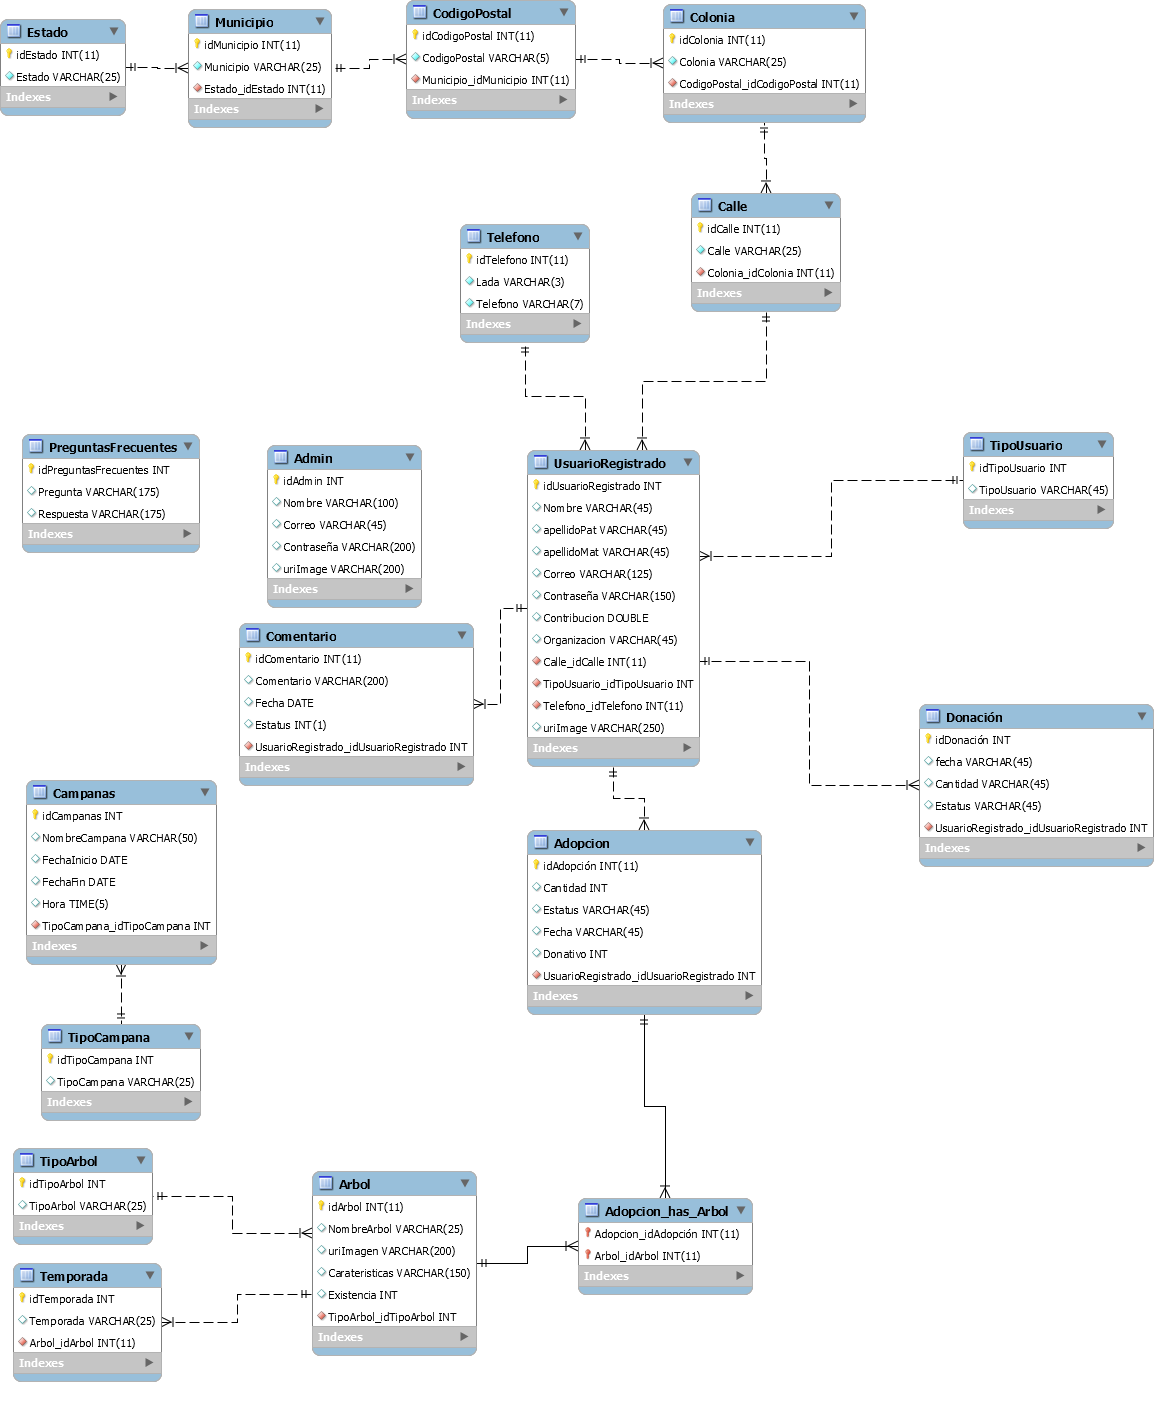 Estado
idEstado INT(11)
Estado VARCHAR(25)
Indexes
Municipio
idMunicipio INT(11)
Municipio VARCHAR(25)
Estado_idEstado INT(11)
Indexes
CodigoPostal
idCodigoPostal INT(11)
CodigoPostal VARCHAR(5)
Municipio_idMunicipio INT(11)
Indexes
Colonia
idColonia INT(11)
Colonia VARCHAR(25)
CodigoPostal_idCodigoPostal INT(11)
Indexes
Calle
idCalle INT(11)
Calle VARCHAR(25)
Colonia_idColonia INT(11)
Indexes
Telefono
idTelefono INT(11)
Lada VARCHAR(3)
Telefono VARCHAR(7)
Indexes
PreguntasFrecuentes
idPreguntasFrecuentes INT
Pregunta VARCHAR(175)
Respuesta VARCHAR(175)
Indexes
Admin
idAdmin INT
Nombre VARCHAR(100)
Correo VARCHAR(45)
Contraseña VARCHAR(200)
uriImage VARCHAR(200)
Indexes
UsuarioRegistrado
idUsuarioRegistrado INT
Nombre VARCHAR(45)
apellidoPat VARCHAR(45)
apellidoMat VARCHAR(45)
Correo VARCHAR(125)
Contraseña VARCHAR(150)
Contribucion DOUBLE
Organizacion VARCHAR(45)
Calle_idCalle INT(11)
TipoUsuario_idTipoUsuario INT
Telefono_idTelefono INT(11)
uriImage VARCHAR(250)
Indexes
TipoUsuario
idTipoUsuario INT
TipoUsuario VARCHAR(45)
Indexes
Comentario
idComentario INT(11)
Comentario VARCHAR(200)
Fecha DATE
Estatus INT(1)
UsuarioRegistrado_idUsuarioRegistrado INT
Indexes
Donación
idDonación INT
fecha VARCHAR(45)
Cantidad VARCHAR(45)
Estatus VARCHAR(45)
UsuarioRegistrado_idUsuarioRegistrado INT
Indexes
Campanas
idCampanas INT
NombreCampana VARCHAR(50)
FechaInicio DATE
FechaFin DATE
Hora TIME(5)
TipoCampana_idTipoCampana INT
Indexes
Adopcion
idAdopción INT(11)
Cantidad INT
Estatus VARCHAR(45)
Fecha VARCHAR(45)
Donativo INT
UsuarioRegistrado_idUsuarioRegistrado INT
Indexes
TipoCampana
idTipoCampana INT
TipoCampana VARCHAR(25)
Indexes
TipoArbol
idTipoArbol INT
TipoArbol VARCHAR(25)
Indexes
Arbol
idArbol INT(11)
NombreArbol VARCHAR(25)
uriImagen VARCHAR(200)
Carateristicas VARCHAR(150)
Existencia INT
TipoArbol_idTipoArbol INT
Indexes
Adopcion_has_Arbol
Adopcion_idAdopción INT(11)
Arbol_idArbol INT(11)
Indexes
Temporada
idTemporada INT
Temporada VARCHAR(25)
Arbol_idArbol INT(11)
Indexes